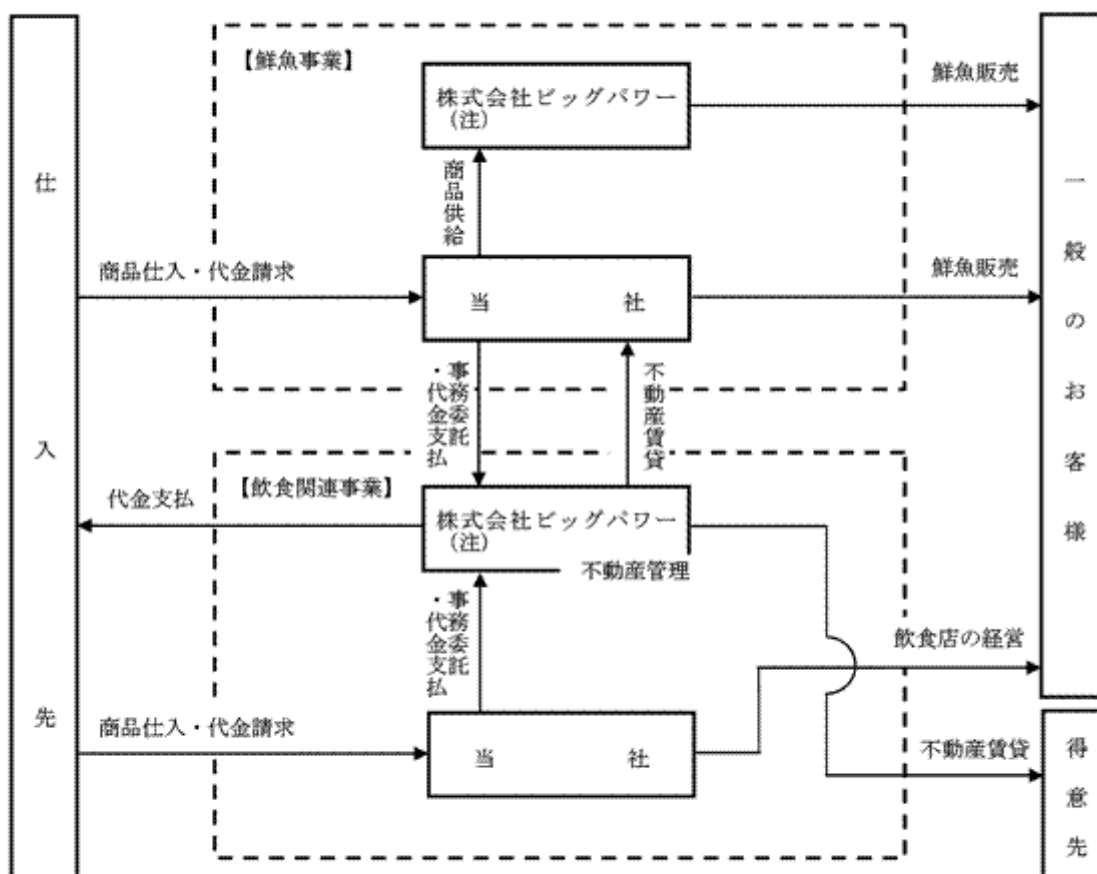 【鮮魚事業】
株式会社ビッグパワー
(注)
鮮魚販売
商品供給
商品仕入・代金請求
当社
鮮魚販売
事務委託
・代金支払
不動産賃貸
【飲食関連事業】
代金支払
株式会社ビッグパワー
(注)
不動産管理
事務委託
・代金支払
飲食店の経営
商品仕入・代金請求
当社
不動産賃貸
仕入先
一般のお客様
得意先